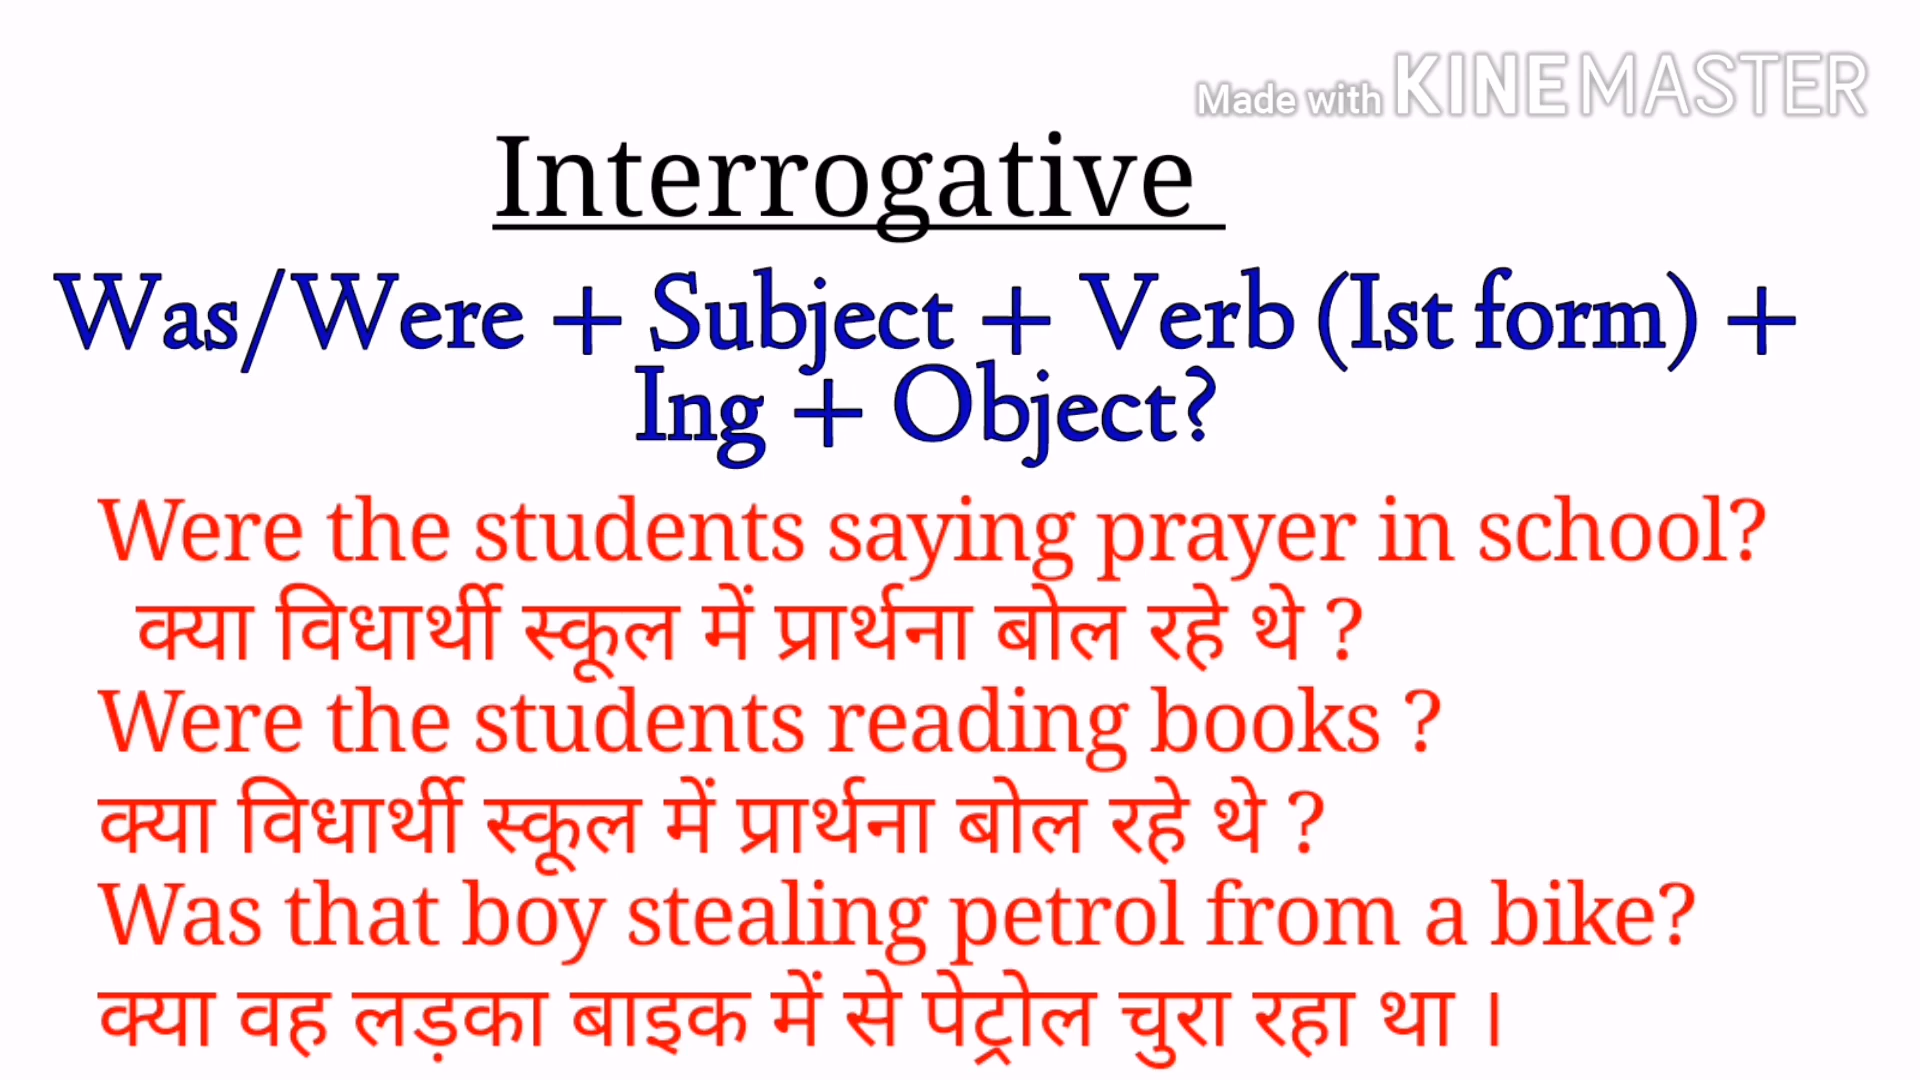 Made with KINEMASTER
Interrogative
Was/Were + Subject + Verb (Ist form) +
Ing + Object?
Were the students saying prayer in school?
क्या विधार्थी स्कूल में प्रार्थना बोल रहे थे ?
Were the students reading books ?
क्या विधार्थी स्कूल में प्रार्थना बोल रहे थे ?
Was that boy stealing petrol from a bike?
क्या वह लड़का बाइक में से पेट्रोल चुरा रहा था ।